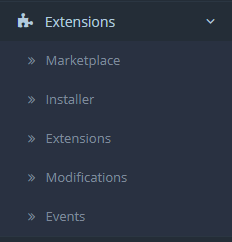 Extensions
Marketplace
Installer
Extensions
Modifications
Events